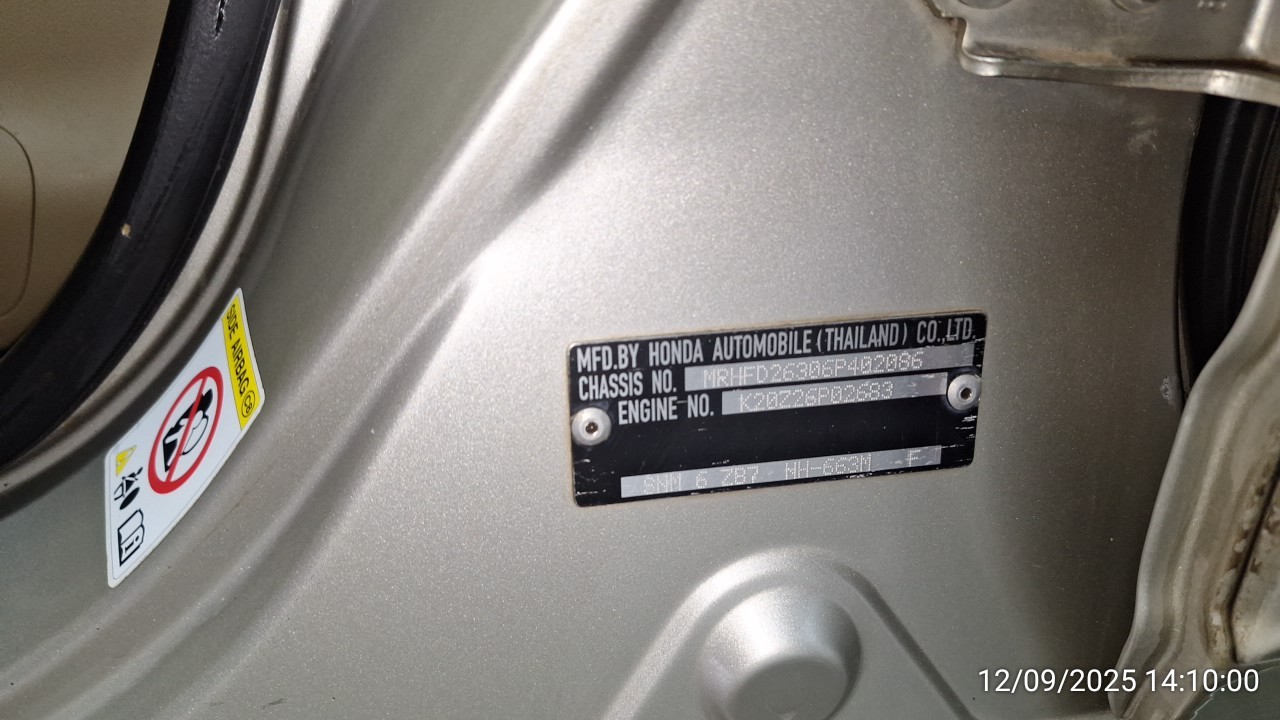 MFD.BY HONDA AUTOMOBILE (THAILAND) CO.,LTD.
CHASSIS NO. MRHFD26306P402086
ENGINE NO. K20Z26P02683
SNM 6 ZB7 NH-663M F
SIDE AIRBAG C8
12/09/2025 14:10:00